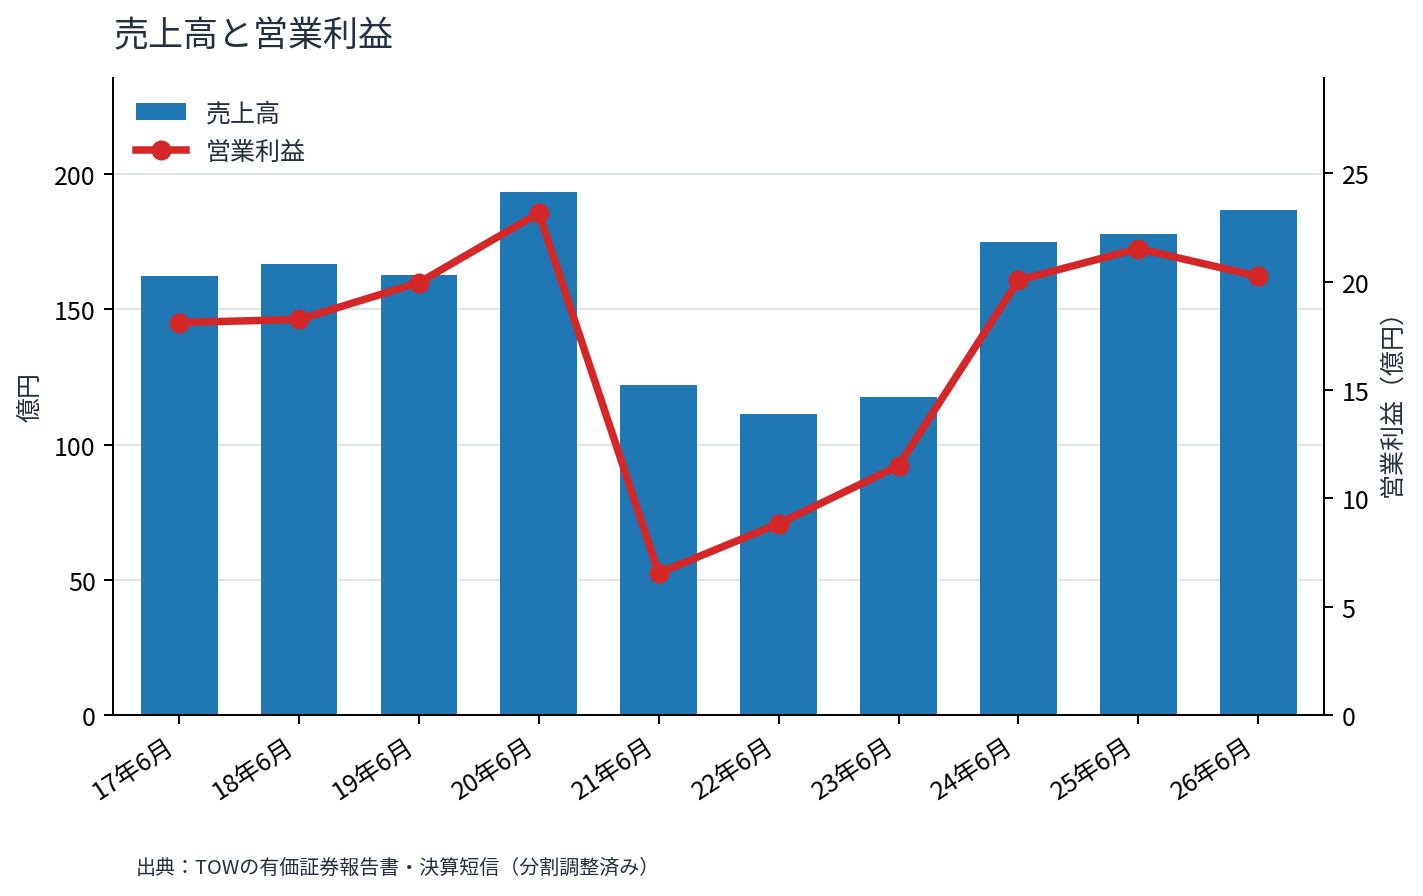 売上高と営業利益
売上高
営業利益
200
150
100
50
0
億円
25
20
15
10
5
0
営業利益（億円）
17年6月
18年6月
19年6月
20年6月
21年6月
22年6月
23年6月
24年6月
25年6月
26年6月
出典：TOWの有価証券報告書・決算短信（分割調整済み）